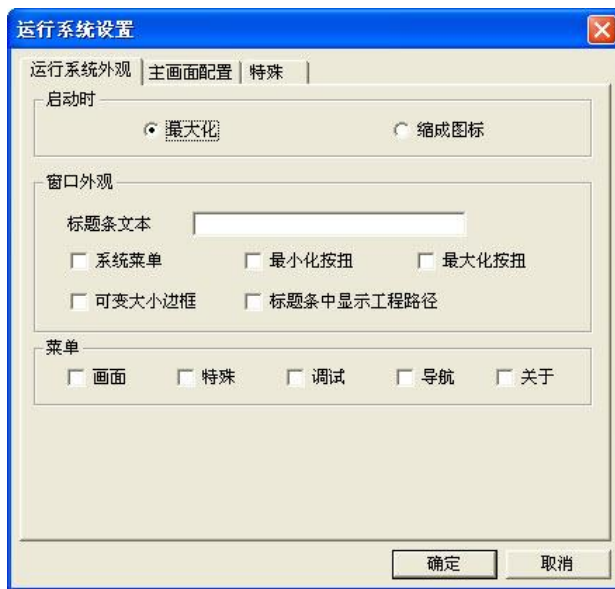 运行系统设置
运行系统外观 主画面配置 特殊
启动时
最大化 缩成图标
窗口外观
标题条文本
系统菜单 最小化按扭 最大化按扭
可变大小边框 标题条中显示工程路径
菜单
画面 特殊 调试 导航 关于
确定 取消